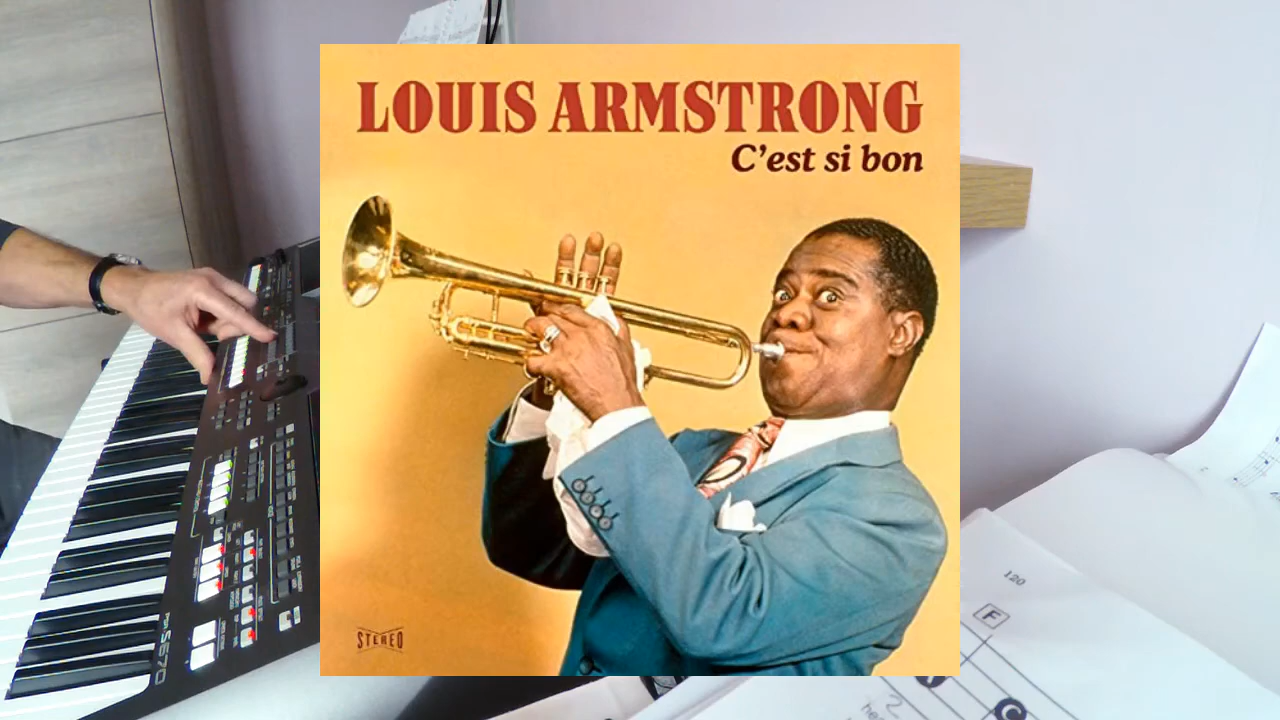 LOUIS ARMSTRONG
C'est si bon
STEREO
PSR-S670
120
F
C